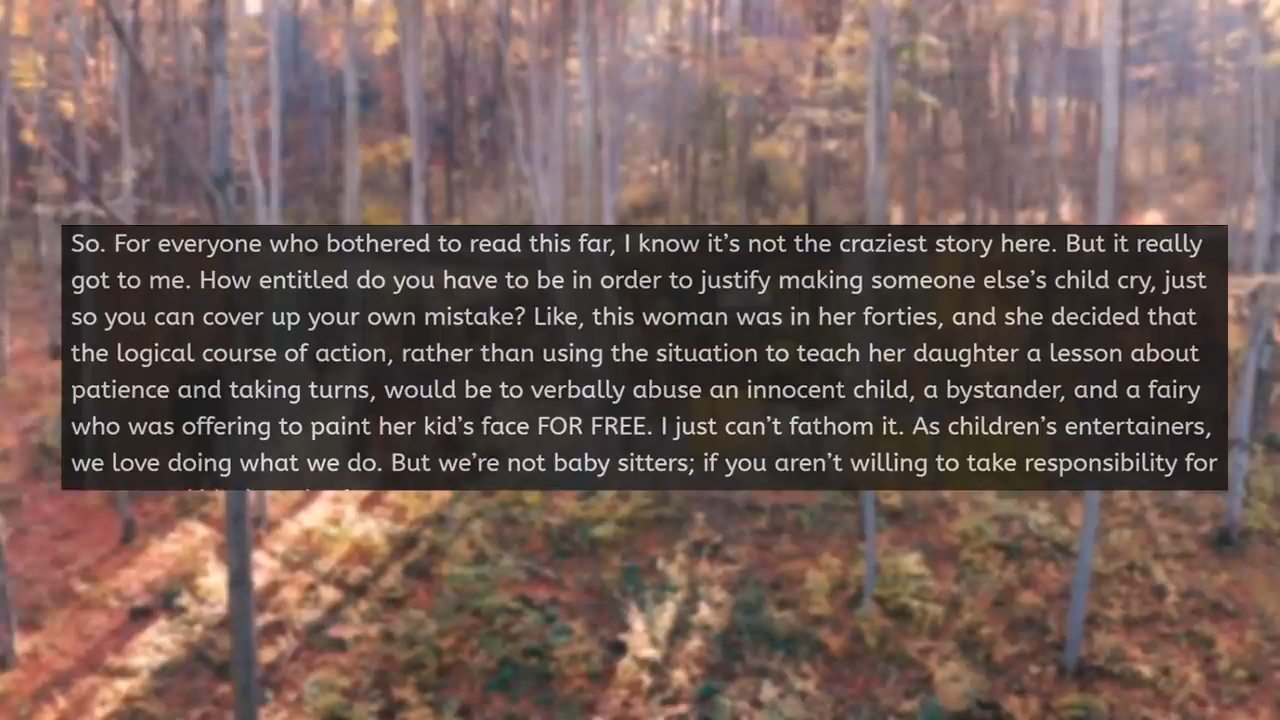 So. For everyone who bothered to read this far, I know it’s not the craziest story here. But it really
got to me. How entitled do you have to be in order to justify making someone else’s child cry, just
so you can cover up your own mistake? Like, this woman was in her forties, and she decided that
the logical course of action, rather than using the situation to teach her daughter a lesson about
patience and taking turns, would be to verbally abuse an innocent child, a bystander, and a fairy
who was offering to paint her kid’s face FOR FREE. I just can’t fathom it. As children’s entertainers,
we love doing what we do. But we’re not baby sitters; if you aren’t willing to take responsibility for